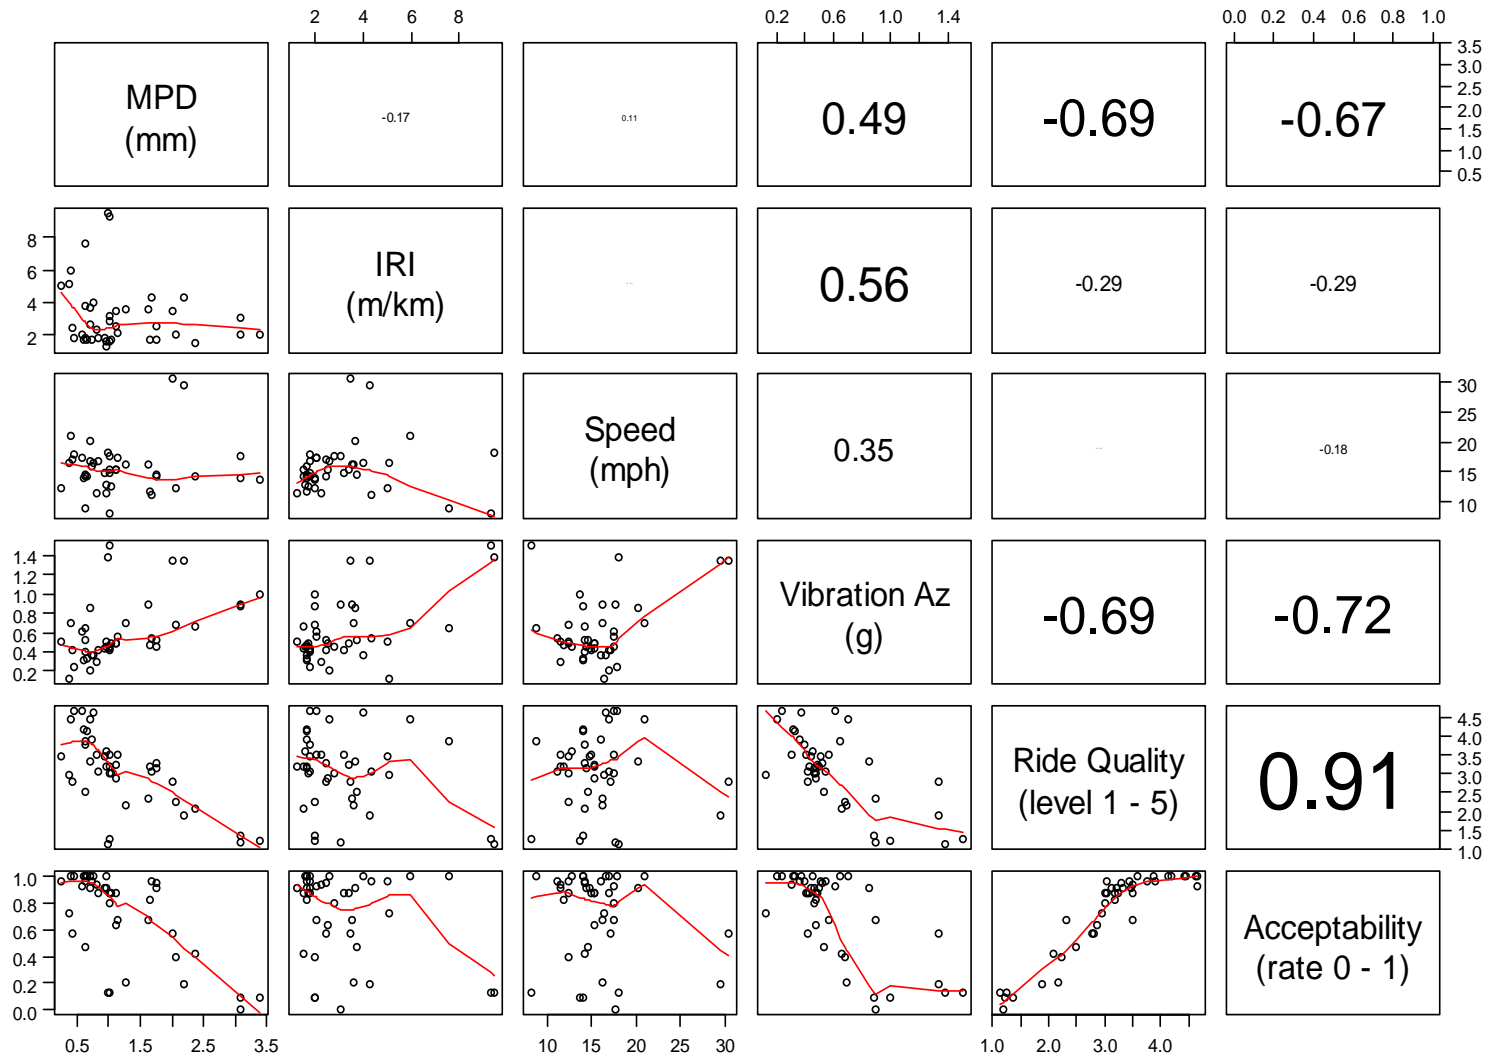 2 4 6 8
0.2 0.6 1.0 1.4
0.0 0.2 0.4 0.6 0.8 1.0
MPD
(mm)
-0.17
0.11
0.49
-0.69
-0.67
3.5
3.0
2.5
2.0
1.5
1.0
0.5
8
6
4
2
IRI
(m/km)
0.56
-0.29
-0.29
Speed
(mph)
0.35
-0.18
30
25
20
15
10
1.4
1.2
1.0
0.8
0.6
0.4
0.2
Vibration Az
(g)
-0.69
-0.72
Ride Quality
(level 1 - 5)
0.91
4.5
4.0
3.5
3.0
2.5
2.0
1.5
1.0
1.0
0.8
0.6
0.4
0.2
0.0
Acceptability
(rate 0 - 1)
0.5 1.5 2.5 3.5
10 15 20 25 30
1.0 2.0 3.0 4.0